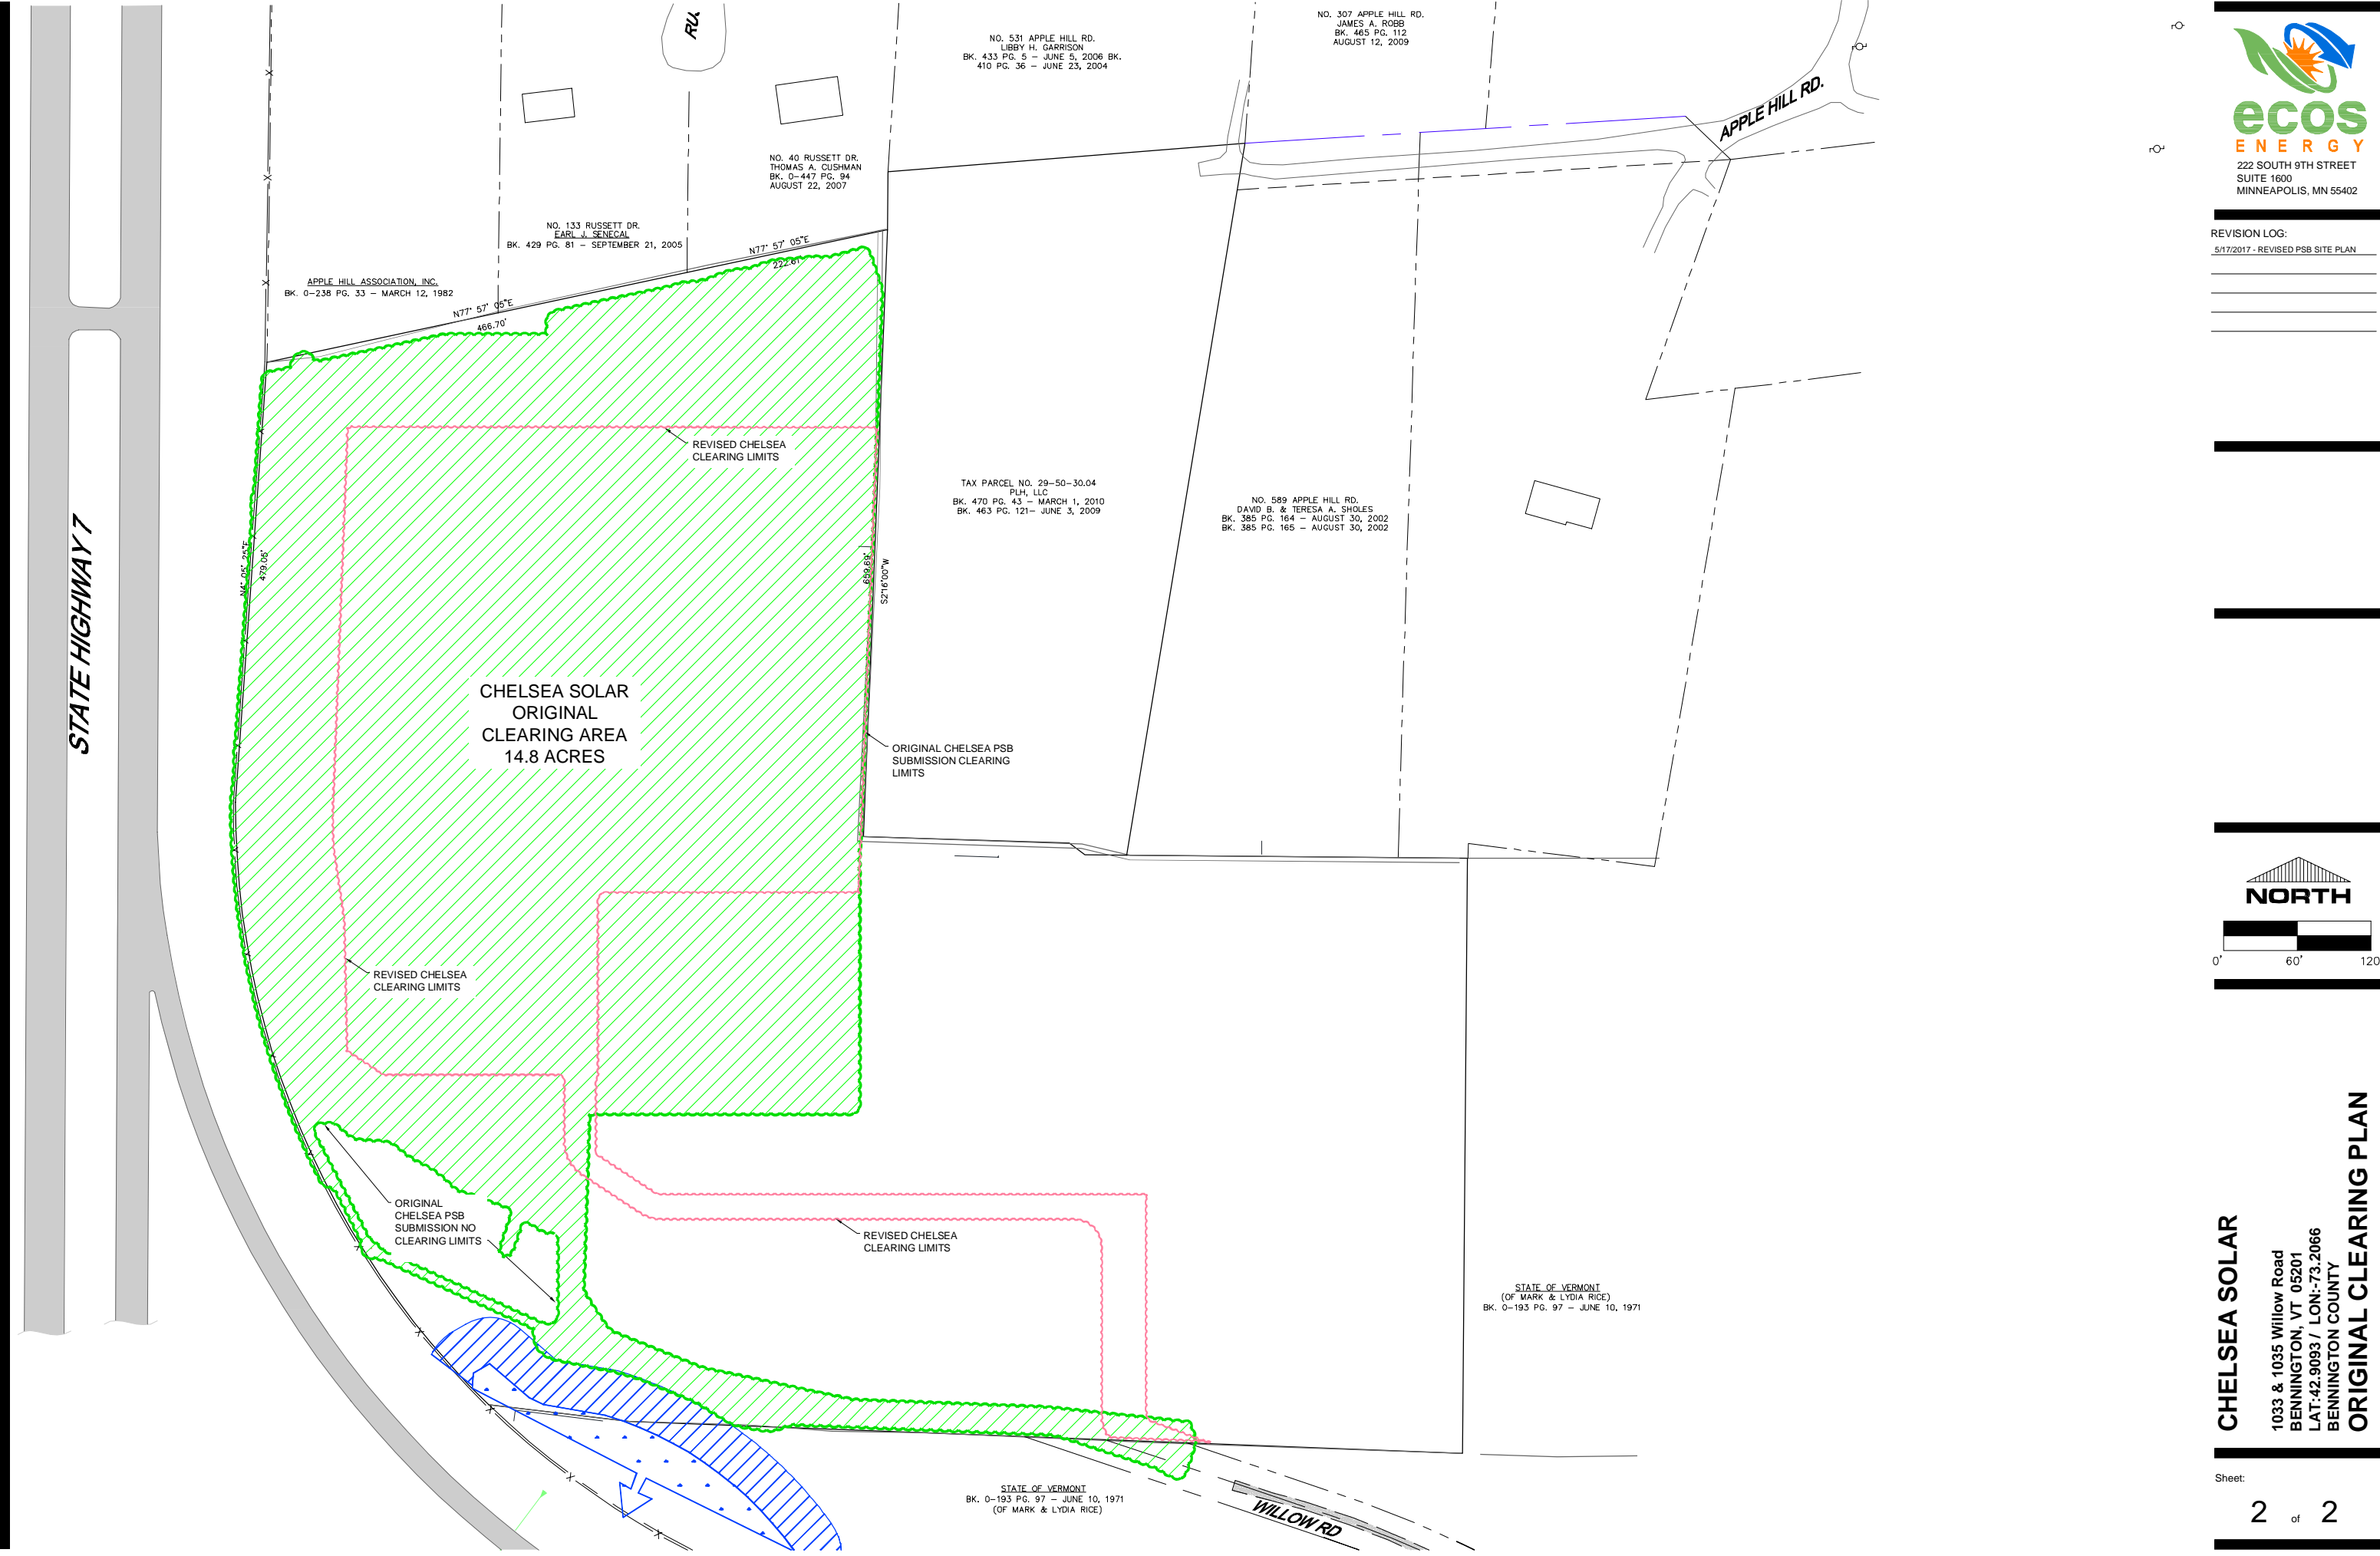 RU.
NO. 531 APPLE HILL RD.
LIBBY H. GARRISON
BK. 433 PG. 5 – JUNE 5, 2006 BK.
410 PG. 36 – JUNE 23, 2004
NO. 307 APPLE HILL RD.
JAMES A. ROBB
BK. 465 PG. 112
AUGUST 12, 2009
APPLE HILL RD.
NO. 40 RUSSETT DR.
THOMAS A. CUSHMAN
BK. 0–447 PG. 94
AUGUST 22, 2007
NO. 133 RUSSETT DR.
EARL J. SENECAL
BK. 429 PG. 81 – SEPTEMBER 21, 2005
APPLE HILL ASSOCIATION, INC.
BK. 0–238 PG. 33 – MARCH 12, 1982
N77° 57' 05"E
222.61'
N77° 57' 05"E
466.70'
REVISED CHELSEA
CLEARING LIMITS
TAX PARCEL NO. 29–50–30.04
PLH, LLC
BK. 470 PG. 43 – MARCH 1, 2010
BK. 463 PG. 121– JUNE 3, 2009
NO. 589 APPLE HILL RD.
DAVID B. & TERESA A. SHOLES
BK. 385 PG. 164 – AUGUST 30, 2002
BK. 385 PG. 165 – AUGUST 30, 2002
STATE HIGHWAY 7
N4° 05' 25"E
479.05'
659.69'
S2°16'00"W
CHELSEA SOLAR
ORIGINAL
CLEARING AREA
14.8 ACRES
ORIGINAL CHELSEA PSB
SUBMISSION CLEARING
LIMITS
REVISED CHELSEA
CLEARING LIMITS
ORIGINAL
CHELSEA PSB
SUBMISSION NO
CLEARING LIMITS
REVISED CHELSEA
CLEARING LIMITS
STATE OF VERMONT
(OF MARK & LYDIA RICE)
BK. 0–193 PG. 97 – JUNE 10, 1971
STATE OF VERMONT
BK. 0–193 PG. 97 – JUNE 10, 1971
(OF MARK & LYDIA RICE)
WILLOW RD
ecos
ENERGY
222 SOUTH 9TH STREET
SUITE 1600
MINNEAPOLIS, MN 55402
REVISION LOG:
5/17/2017 - REVISED PSB SITE PLAN
NORTH
0' 60' 120
CHELSEA SOLAR
1033 & 1035 Willow Road
BENNINGTON, VT 05201
LAT:42.9093 / LON:-73.2066
BENNINGTON COUNTY
ORIGINAL CLEARING PLAN
Sheet:
2 of 2